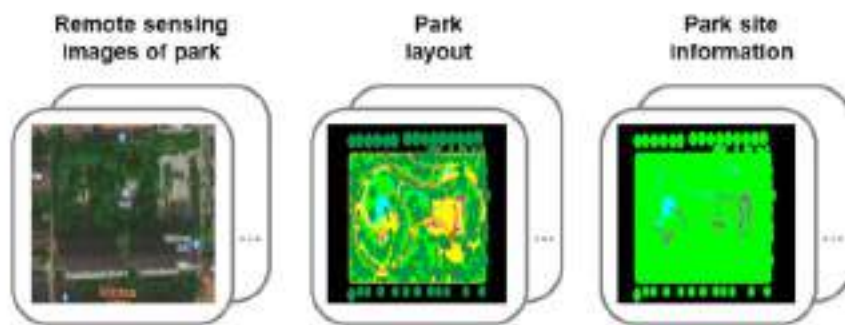 Remote sensing
images of park
Park
layout
Park site
information
...
...
...